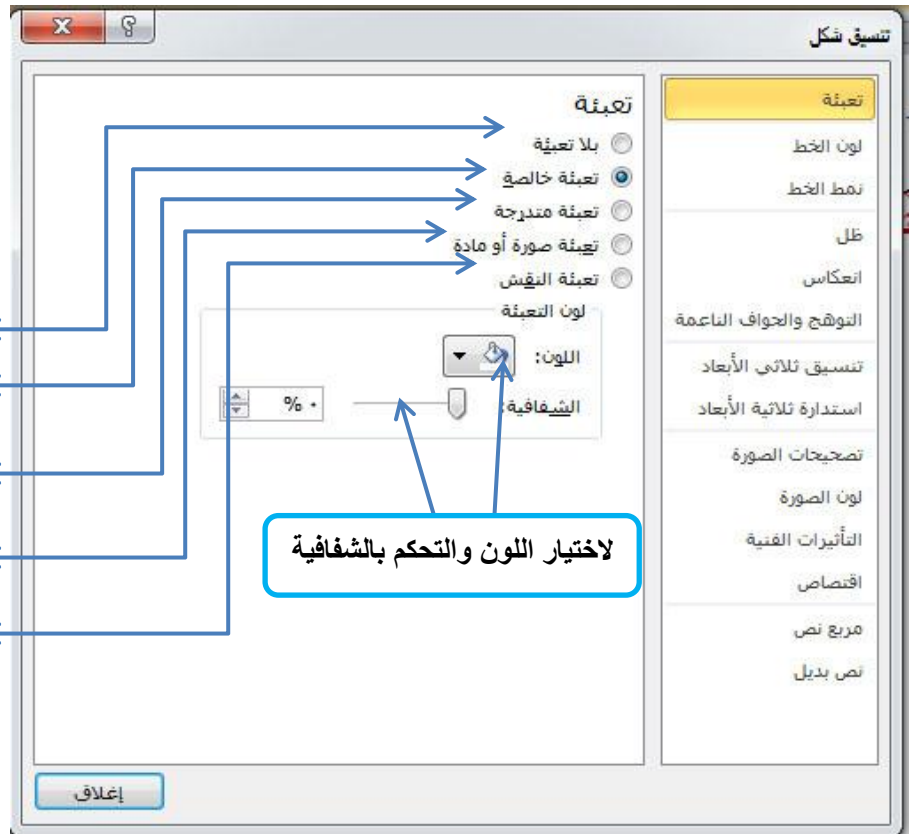 تنسيق شكل
تعبئة
لون الخط
نمط الخط
ظل
انعكاس
التوهج والحواف الناعمة
تنسيق ثلاثي الأبعاد
استدارة ثلاثية الأبعاد
تصحيحات الصورة
لون الصورة
التأثيرات الفنية
اقتصاص
مربع نص
نص بديل
تعبئة
بلا تعبئة
تعبئة خالصة
تعبئة متدرجة
تعبئة صورة أو مادة
تعبئة النقش
لون التعبئة
اللون:
الشفافية: ٠ %
لاختيار اللون والتحكم بالشفافية
إغلاق